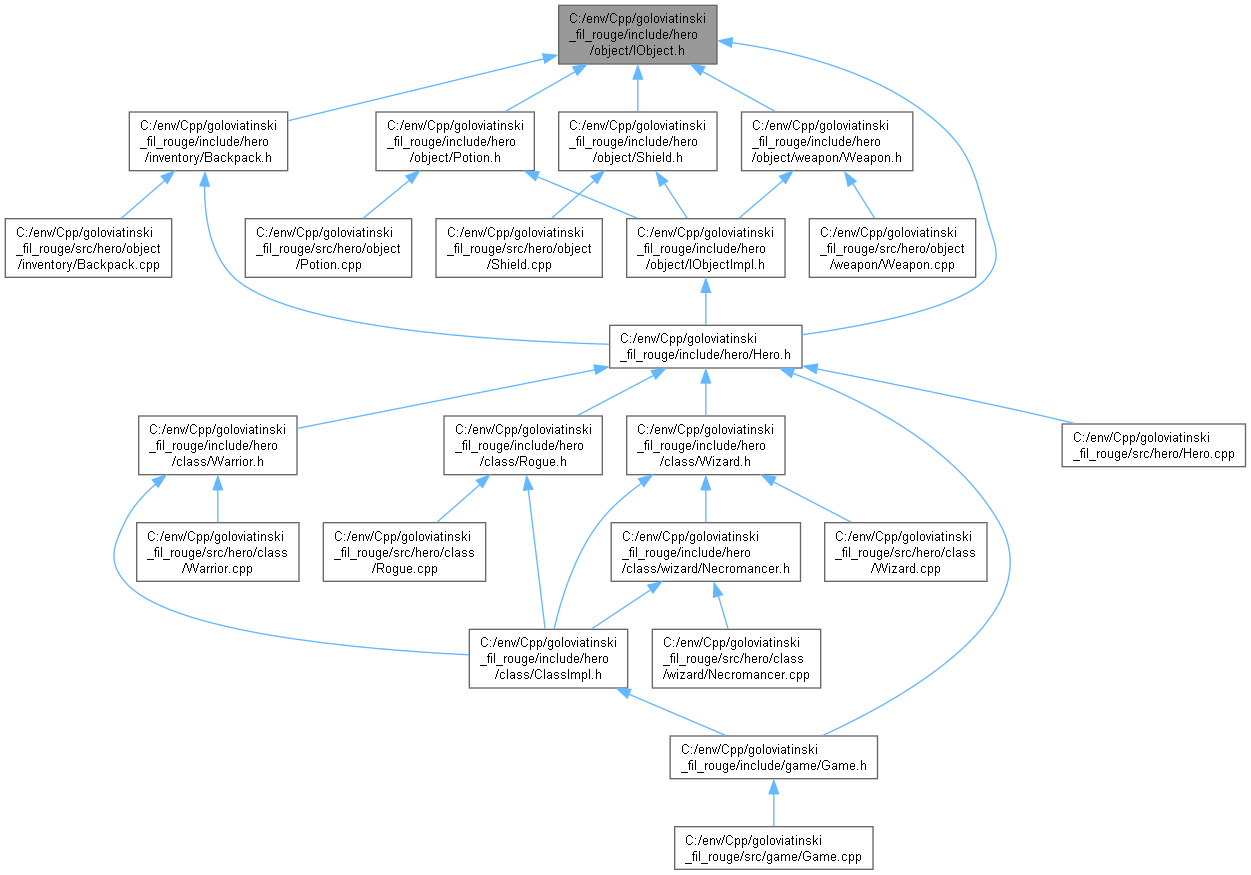 C:/env/Cpp/goloviatinski
_fil_rouge/include/hero
/object/IObject.h
C:/env/Cpp/goloviatinski
_fil_rouge/include/hero
/inventory/Backpack.h
C:/env/Cpp/goloviatinski
_fil_rouge/include/hero
/object/Potion.h
C:/env/Cpp/goloviatinski
_fil_rouge/include/hero
/object/Shield.h
C:/env/Cpp/goloviatinski
_fil_rouge/include/hero
/object/weapon/Weapon.h
C:/env/Cpp/goloviatinski
_fil_rouge/src/hero/object
/inventory/Backpack.cpp
C:/env/Cpp/goloviatinski
_fil_rouge/src/hero/object
/Potion.cpp
C:/env/Cpp/goloviatinski
_fil_rouge/src/hero/object
/Shield.cpp
C:/env/Cpp/goloviatinski
_fil_rouge/include/hero
/object/IObjectImpl.h
C:/env/Cpp/goloviatinski
_fil_rouge/src/hero/object
/weapon/Weapon.cpp
C:/env/Cpp/goloviatinski
_fil_rouge/include/hero/Hero.h
C:/env/Cpp/goloviatinski
_fil_rouge/include/hero
/class/Warrior.h
C:/env/Cpp/goloviatinski
_fil_rouge/include/hero
/class/Rogue.h
C:/env/Cpp/goloviatinski
_fil_rouge/include/hero
/class/Wizard.h
C:/env/Cpp/goloviatinski
_fil_rouge/src/hero/Hero.cpp
C:/env/Cpp/goloviatinski
_fil_rouge/src/hero/class
/Warrior.cpp
C:/env/Cpp/goloviatinski
_fil_rouge/src/hero/class
/Rogue.cpp
C:/env/Cpp/goloviatinski
_fil_rouge/include/hero
/class/wizard/Necromancer.h
C:/env/Cpp/goloviatinski
_fil_rouge/src/hero/class
/Wizard.cpp
C:/env/Cpp/goloviatinski
_fil_rouge/include/hero
/class/ClassImpl.h
C:/env/Cpp/goloviatinski
_fil_rouge/src/hero/class
/wizard/Necromancer.cpp
C:/env/Cpp/goloviatinski
_fil_rouge/include/game/Game.h
C:/env/Cpp/goloviatinski
_fil_rouge/src/game/Game.cpp